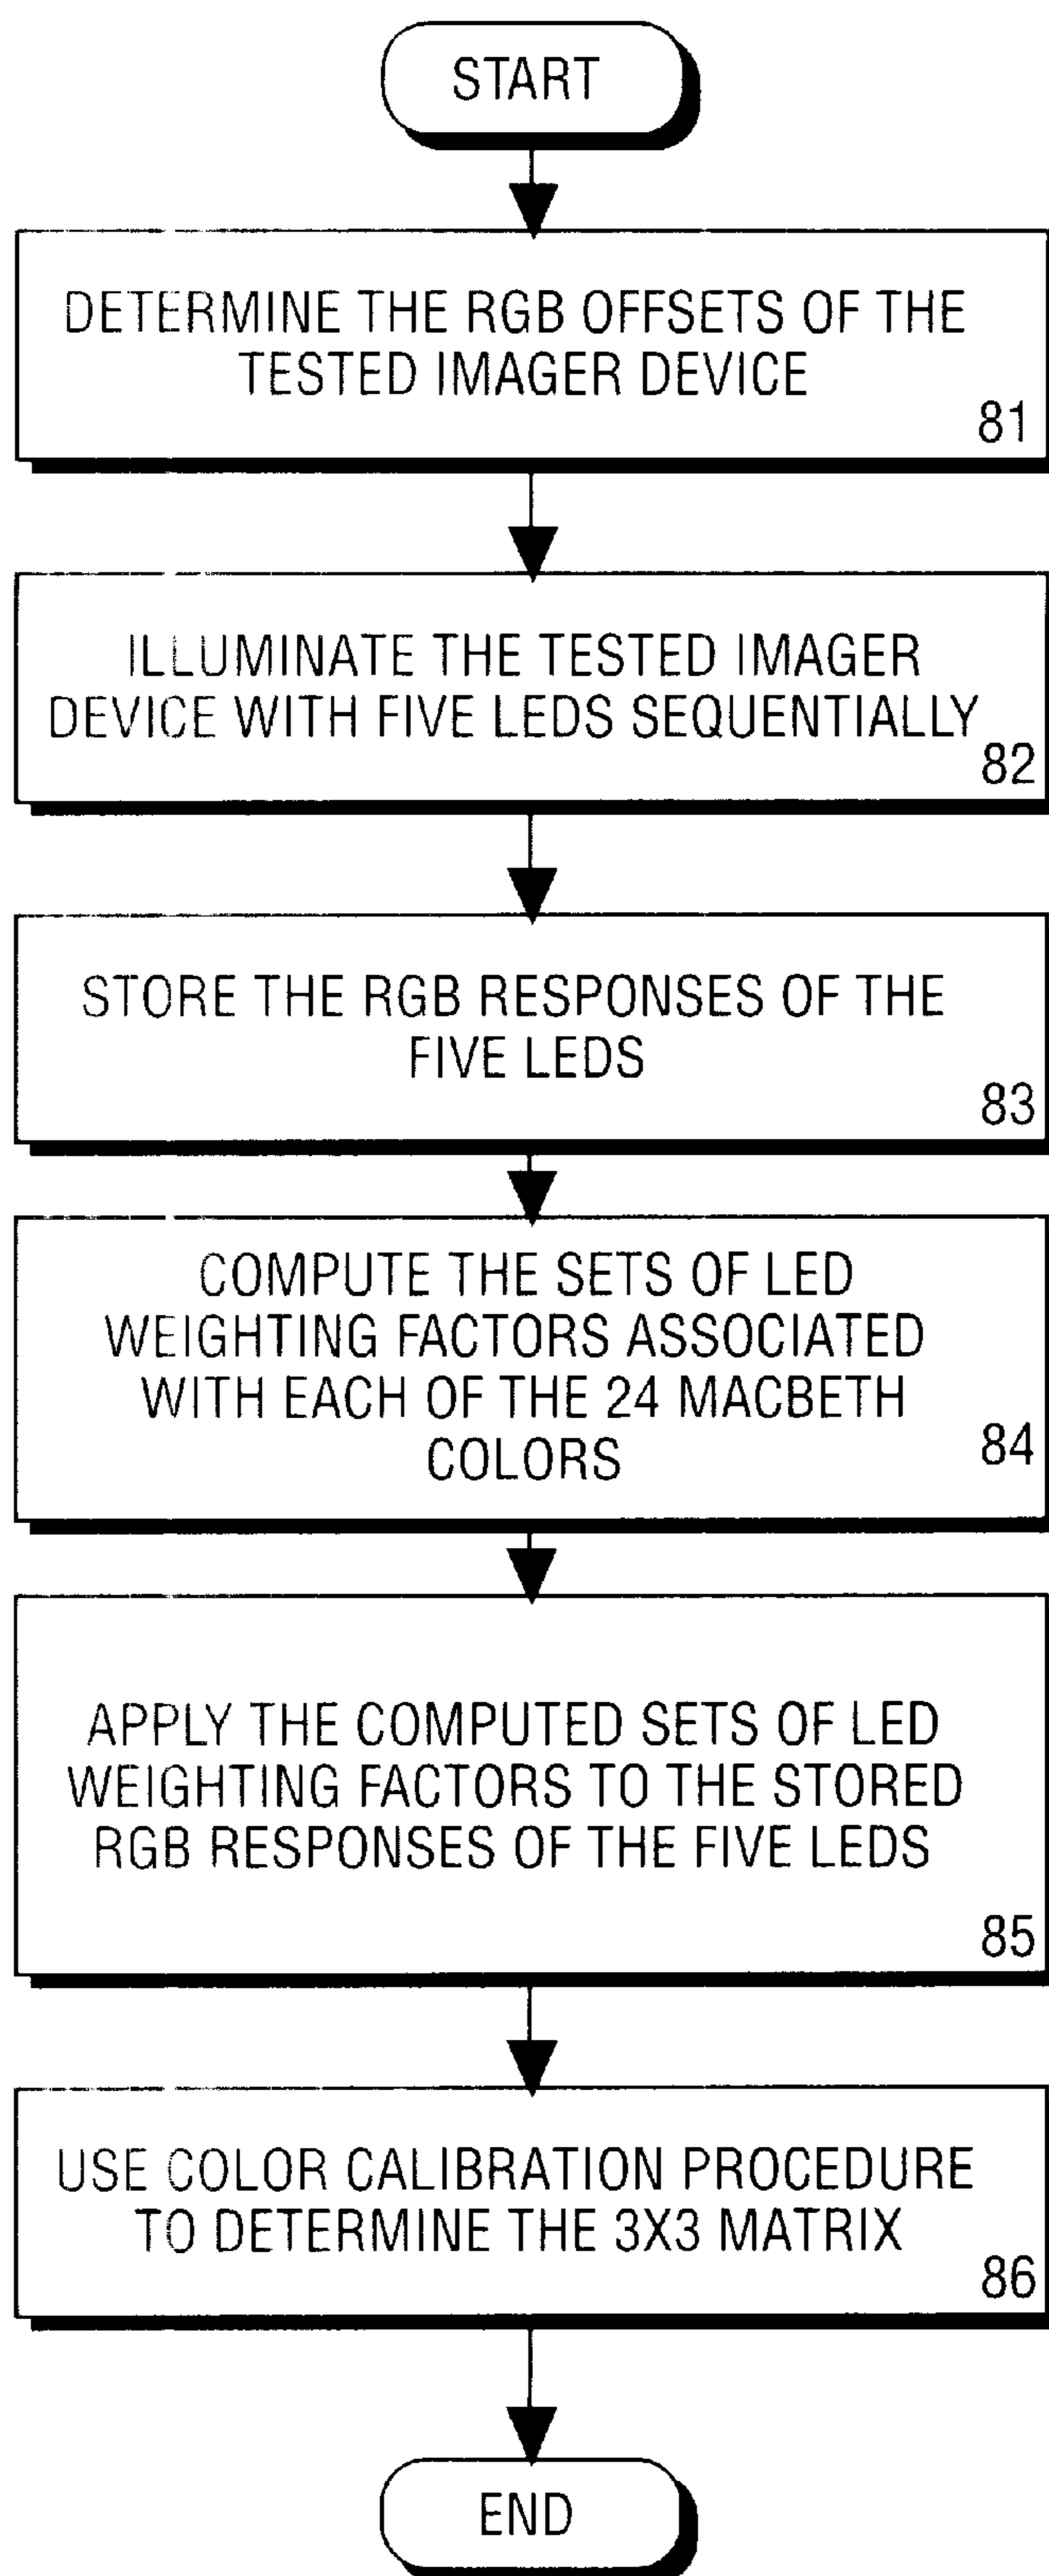 START
DETERMINE THE RGB OFFSETS OF THE
TESTED IMAGER DEVICE
81
ILLUMINATE THE TESTED IMAGER
DEVICE WITH FIVE LEDS SEQUENTIALLY
82
STORE THE RGB RESPONSES OF THE
FIVE LEDS
83
COMPUTE THE SETS OF LED
WEIGHTING FACTORS ASSOCIATED
WITH EACH OF THE 24 MACBETH
COLORS
84
APPLY THE COMPUTED SETS OF LED
WEIGHTING FACTORS TO THE STORED
RGB RESPONSES OF THE FIVE LEDS
85
USE COLOR CALIBRATION PROCEDURE
TO DETERMINE THE 3X3 MATRIX
86
END